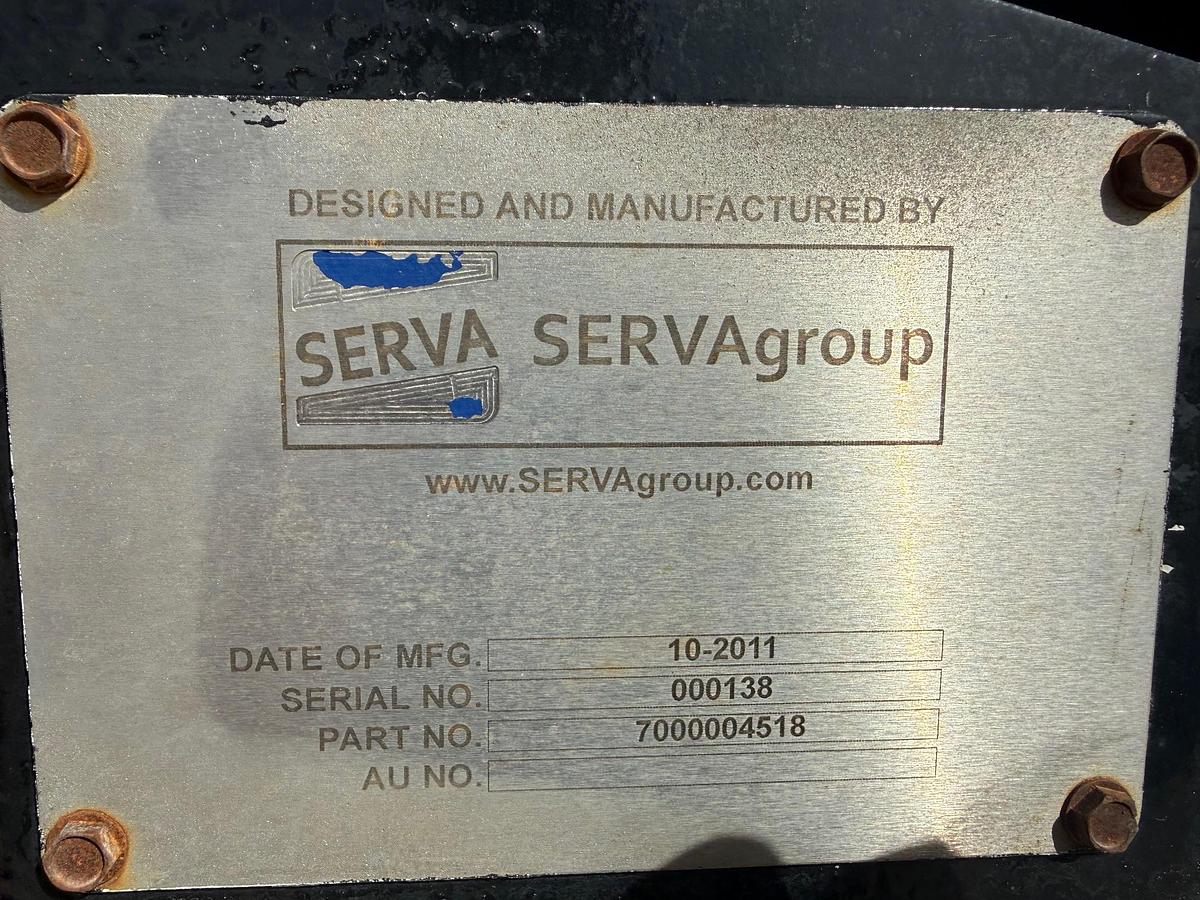 DESIGNED AND MANUFACTURED BY
SERVA SERVAgroup
www.SERVAgroup.com
DATE OF MFG. 10-2011
SERIAL NO. 000138
PART NO. 7000004518
AU NO.